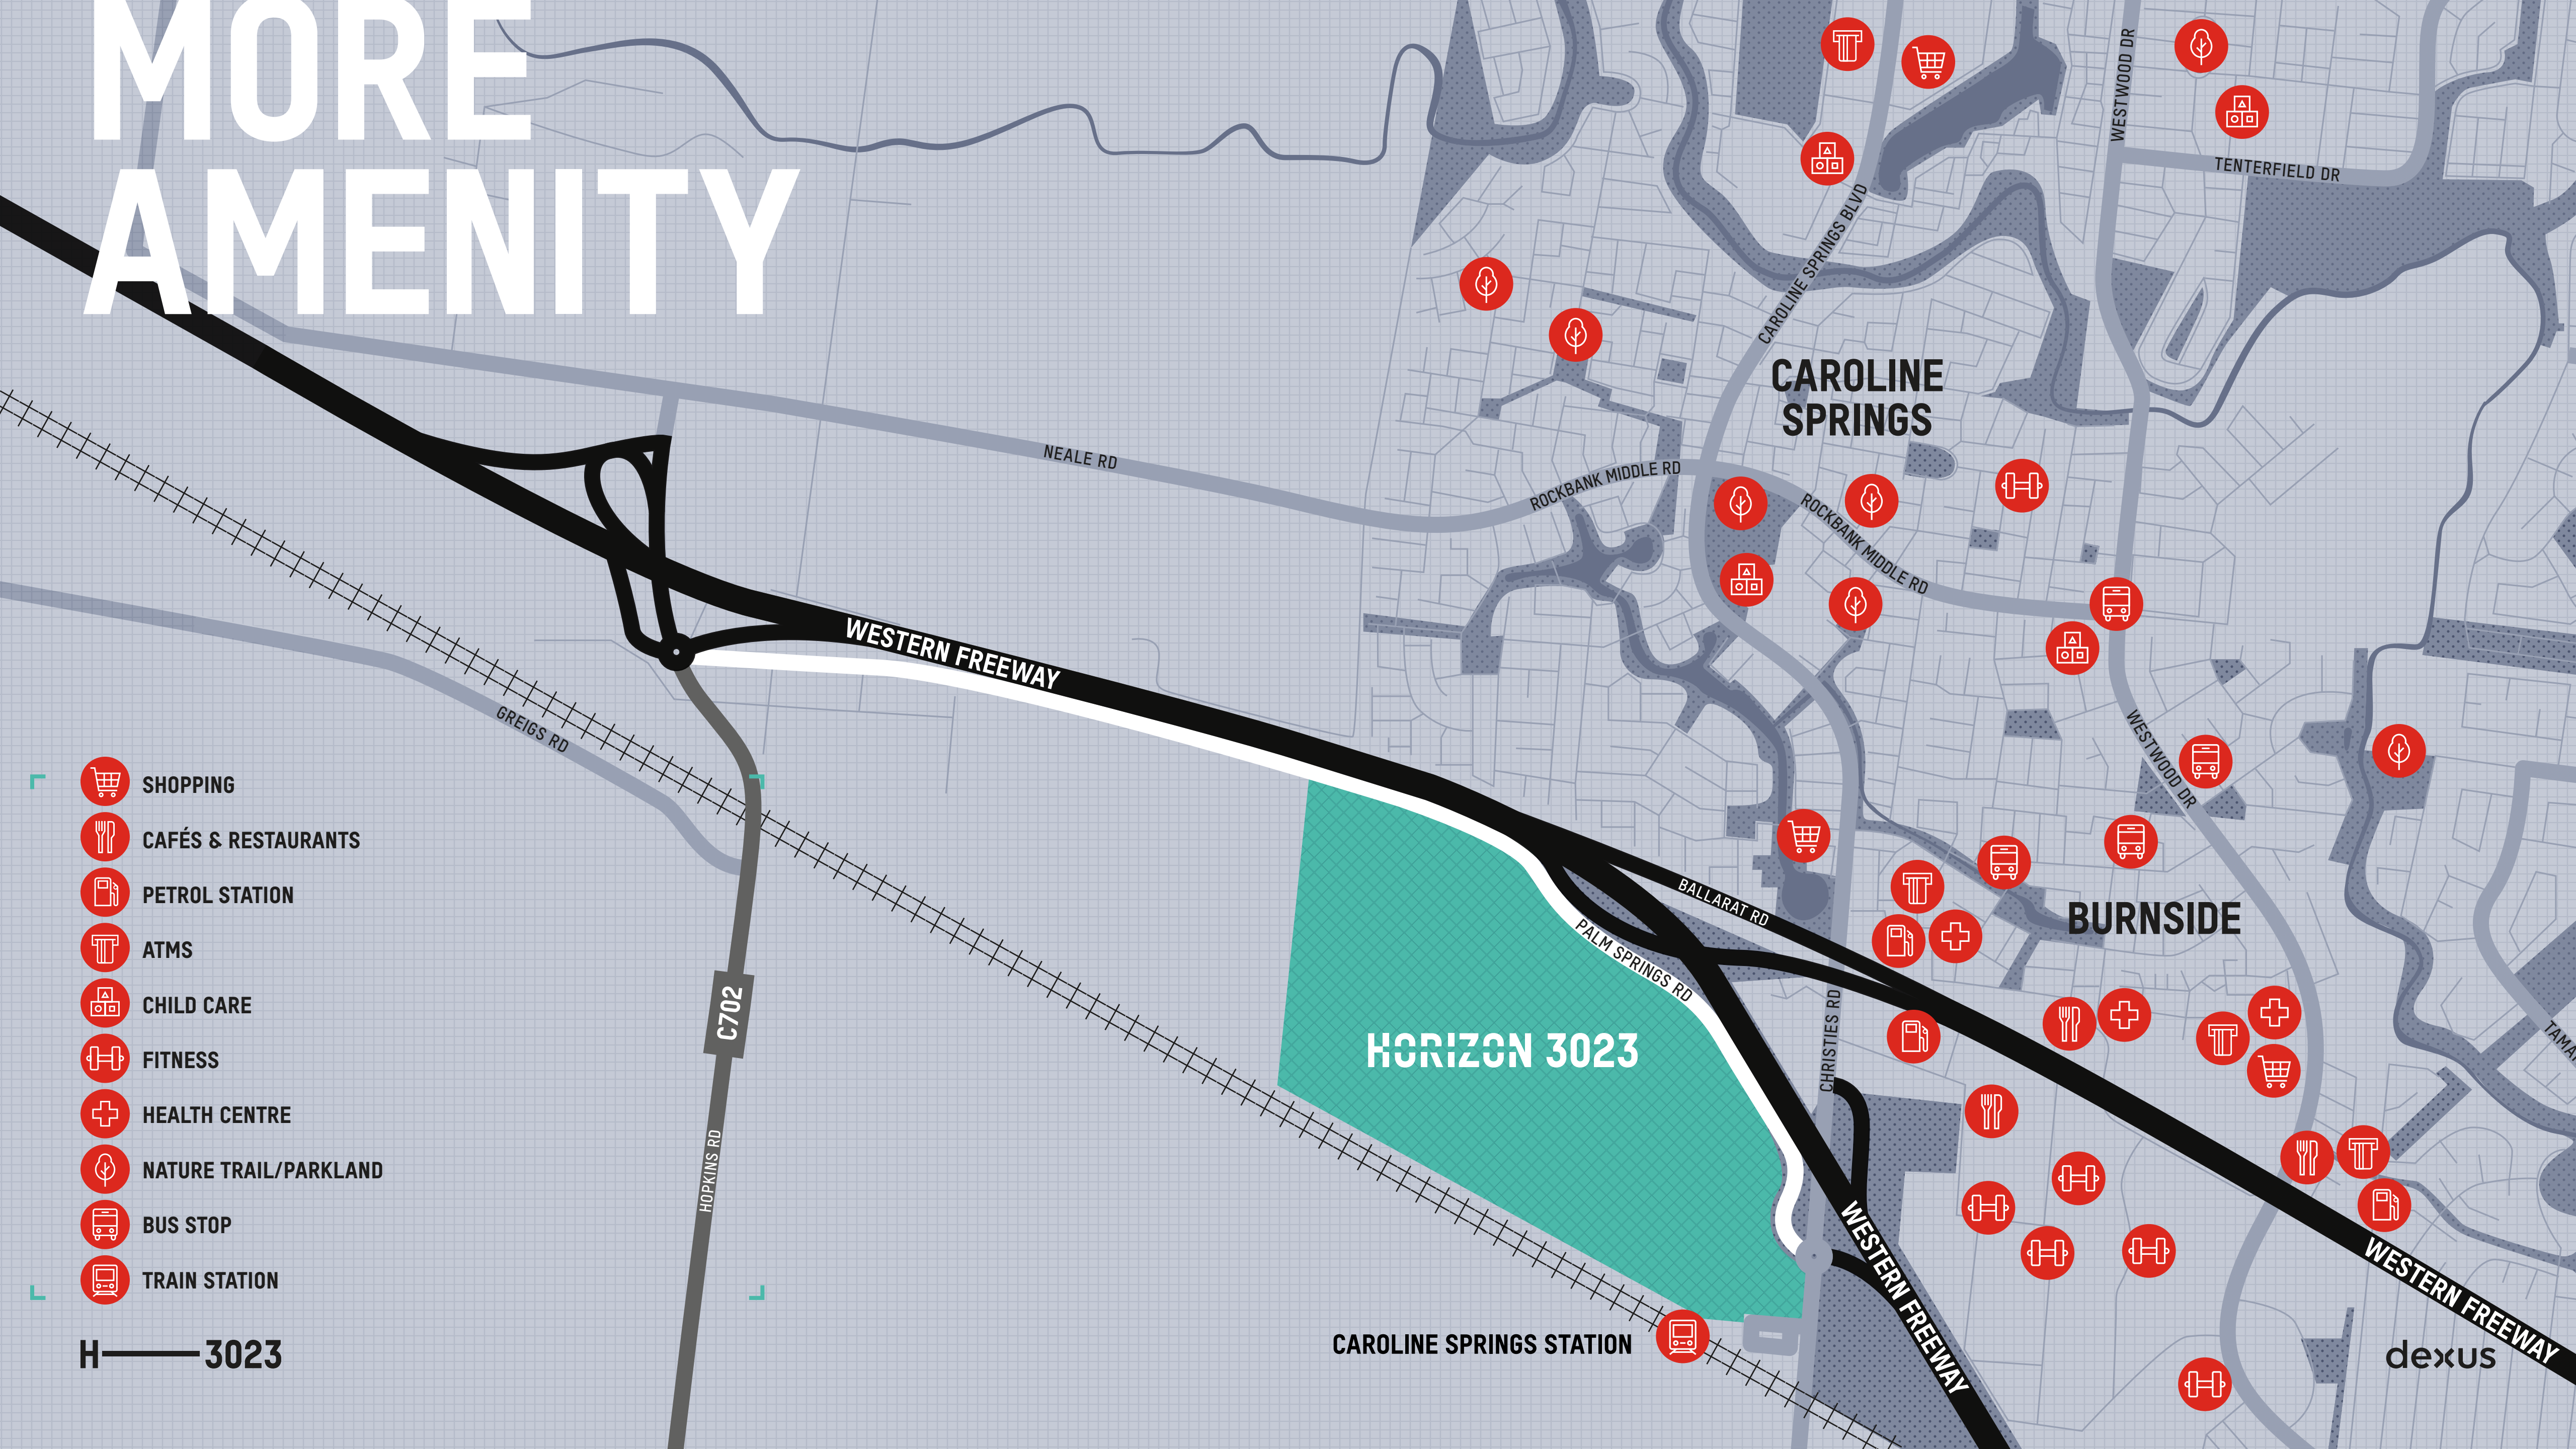 MORE
AMENITY
WESTWOOD DR
TENTERFIELD DR
CAROLINE SPRINGS BLVD
CAROLINE
SPRINGS
NEALE RD
ROCKBANK MIDDLE RD
ROCKBANK MIDDLE RD
WESTERN FREEWAY
GREIGS RD
WESTWOOD DR
SHOPPING
CAFÉS & RESTAURANTS
PETROL STATION
ATMS
CHILD CARE
FITNESS
HEALTH CENTRE
NATURE TRAIL/PARKLAND
BUS STOP
TRAIN STATION
H 3023
C702
HOPKINS RD
BALLARAT RD
PALM SPRINGS RD
BURNSIDE
CHRISTIES RD
HORIZON 3023
TAMA
WESTERN FREEWAY
WESTERN FREEWAY
CAROLINE SPRINGS STATION
dexus